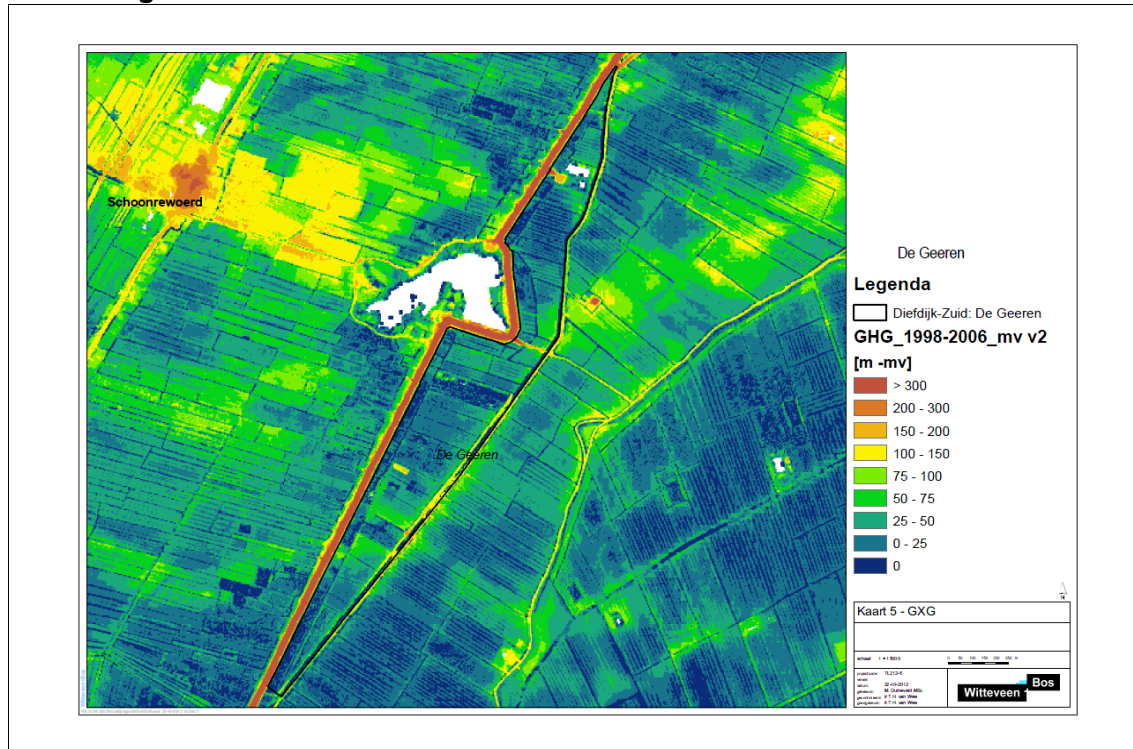 Schoonrewoerd
De Geeren
De Geeren
Legenda
Diefdijk-Zuid: De Geeren
GHG_1998-2006_mv v2
[m -mv]
> 300
200 - 300
150 - 200
100 - 150
75 - 100
50 - 75
25 - 50
0 - 25
0
Kaart 5 - GXG
schaal
Witteveen Bos